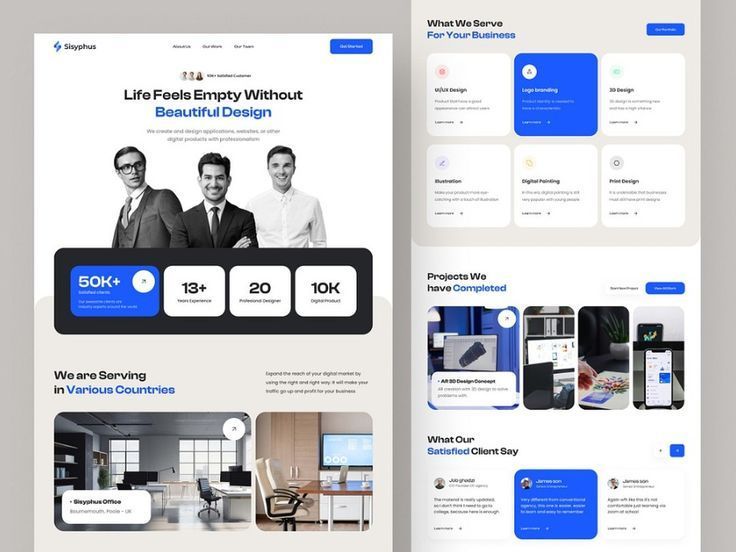 Sisyphus
About Us
Our Work
Our Team
Get Started
10K+ Satisfied Customer
Life Feels Empty Without
Beautiful Design
We create and design applications, websites, or other
digital products with professionalism
50K+
Satisfied clients
Our awesome clients are
industry experts around the world
13+
Years Experience
20
Profesional Designer
10K
Digital Product
We are Serving
in Various Countries
Expand the reach of your digital market by
using the right and right way. It will make your
traffic go up and profit for your business
Sisyphus Office
Bournemouth, Poole - UK
What We Serve
For Your Business
Our Portfolio
UI/UX Design
Product that have a good
appearance can attract users
Learn more
Logo branding
Product identity is needed to
have a characteristic
Learn more
3D Design
3D design is something new
and has a high vibrance
Learn more
Illustration
Make your product more eye-
catching with a touch of illustration
Learn more
Digital Painting
In this era, digital painting is still
very popular with young people
Learn more
Print Design
It is undeniable that businesses
must still have print designs
Learn more
Projects We
have Completed
Start New Project
View All Work
AR 3D Design Concept
AR creation with 3D design to solve
problems with.
What Our
Satisfied Client Say
Job ghadzi
CO Founder OO agency
The material is really updated,
so I don't think I need to go to
college, because here is enough.
Learn more
Jameson
Senior Entrepreneur
Very different from conventional
agency, this one is easier, easier
to learn and easy to remember
Learn more
Jameson
Senior Entrepreneur
Again wih like this it's not
comfortable just learning via
zoom at school
Learn more